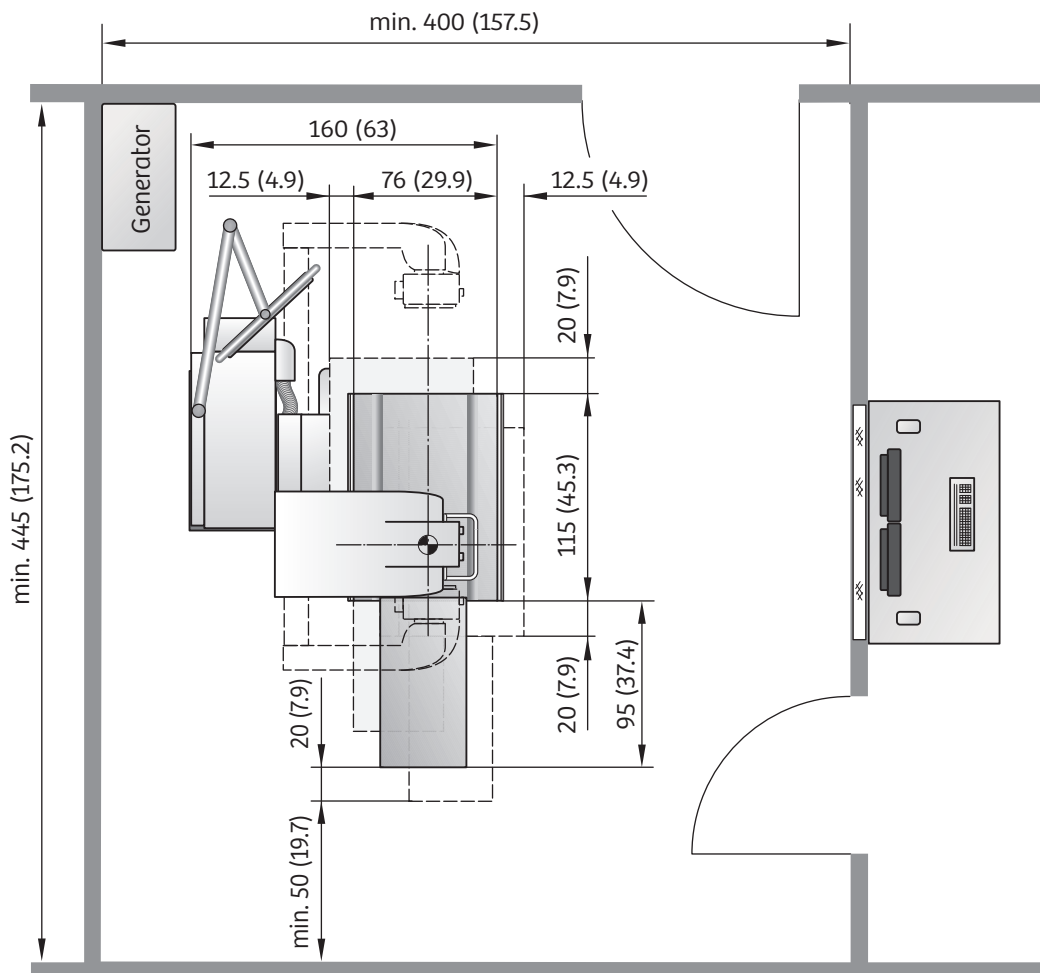 min. 400 (157.5)
160 (63)
12.5 (4.9)
76 (29.9)
12.5 (4.9)
Generator
20 (7.9)
115 (45.3)
min. 445 (175.2)
20 (7.9)
20 (7.9)
95 (37.4)
min. 50 (19.7)